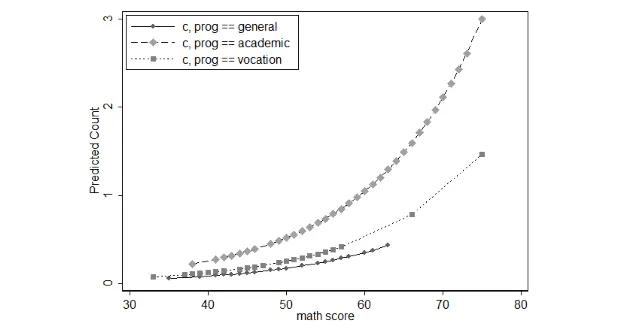 c, prog == general
c, prog == academic
c, prog == vocation
Predicted Count
3
2
1
0
30 40 50 60 70 80
math score